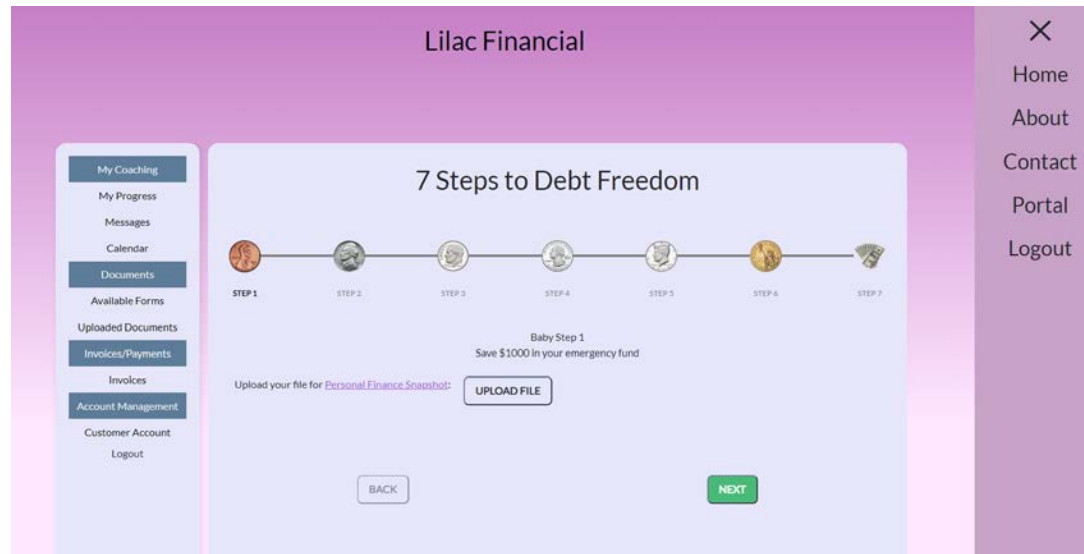 Lilac Financial
Home
About
Contact
Portal
Logout
My Coaching
My Progress
Messages
Calendar
Documents
Available Forms
Uploaded Documents
Invoices/Payments
Invoices
Account Management
Customer Account
Logout
7 Steps to Debt Freedom
STEP 1 STEP 2 STEP 3 STEP 4 STEP 5 STEP 6 STEP 7
Baby Step 1
Save $1000 in your emergency fund
Upload your file for Personal Finance Snapshot: UPLOAD FILE
BACK NEXT